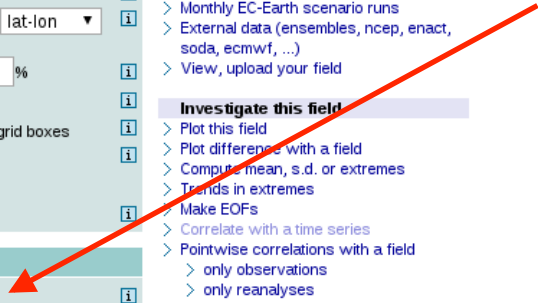 Monthly EC-Earth scenario runs
lat-lon
External data (ensembles, ncep, enact,
soda, ecmwf, ...)
%
View, upload your field
Investigate this field
Plot this field
grid boxes
Plot difference with a field
Compute mean, s.d. or extremes
Trends in extremes
Make EOFs
Correlate with a time series
Pointwise correlations with a field
only observations
only reanalyses